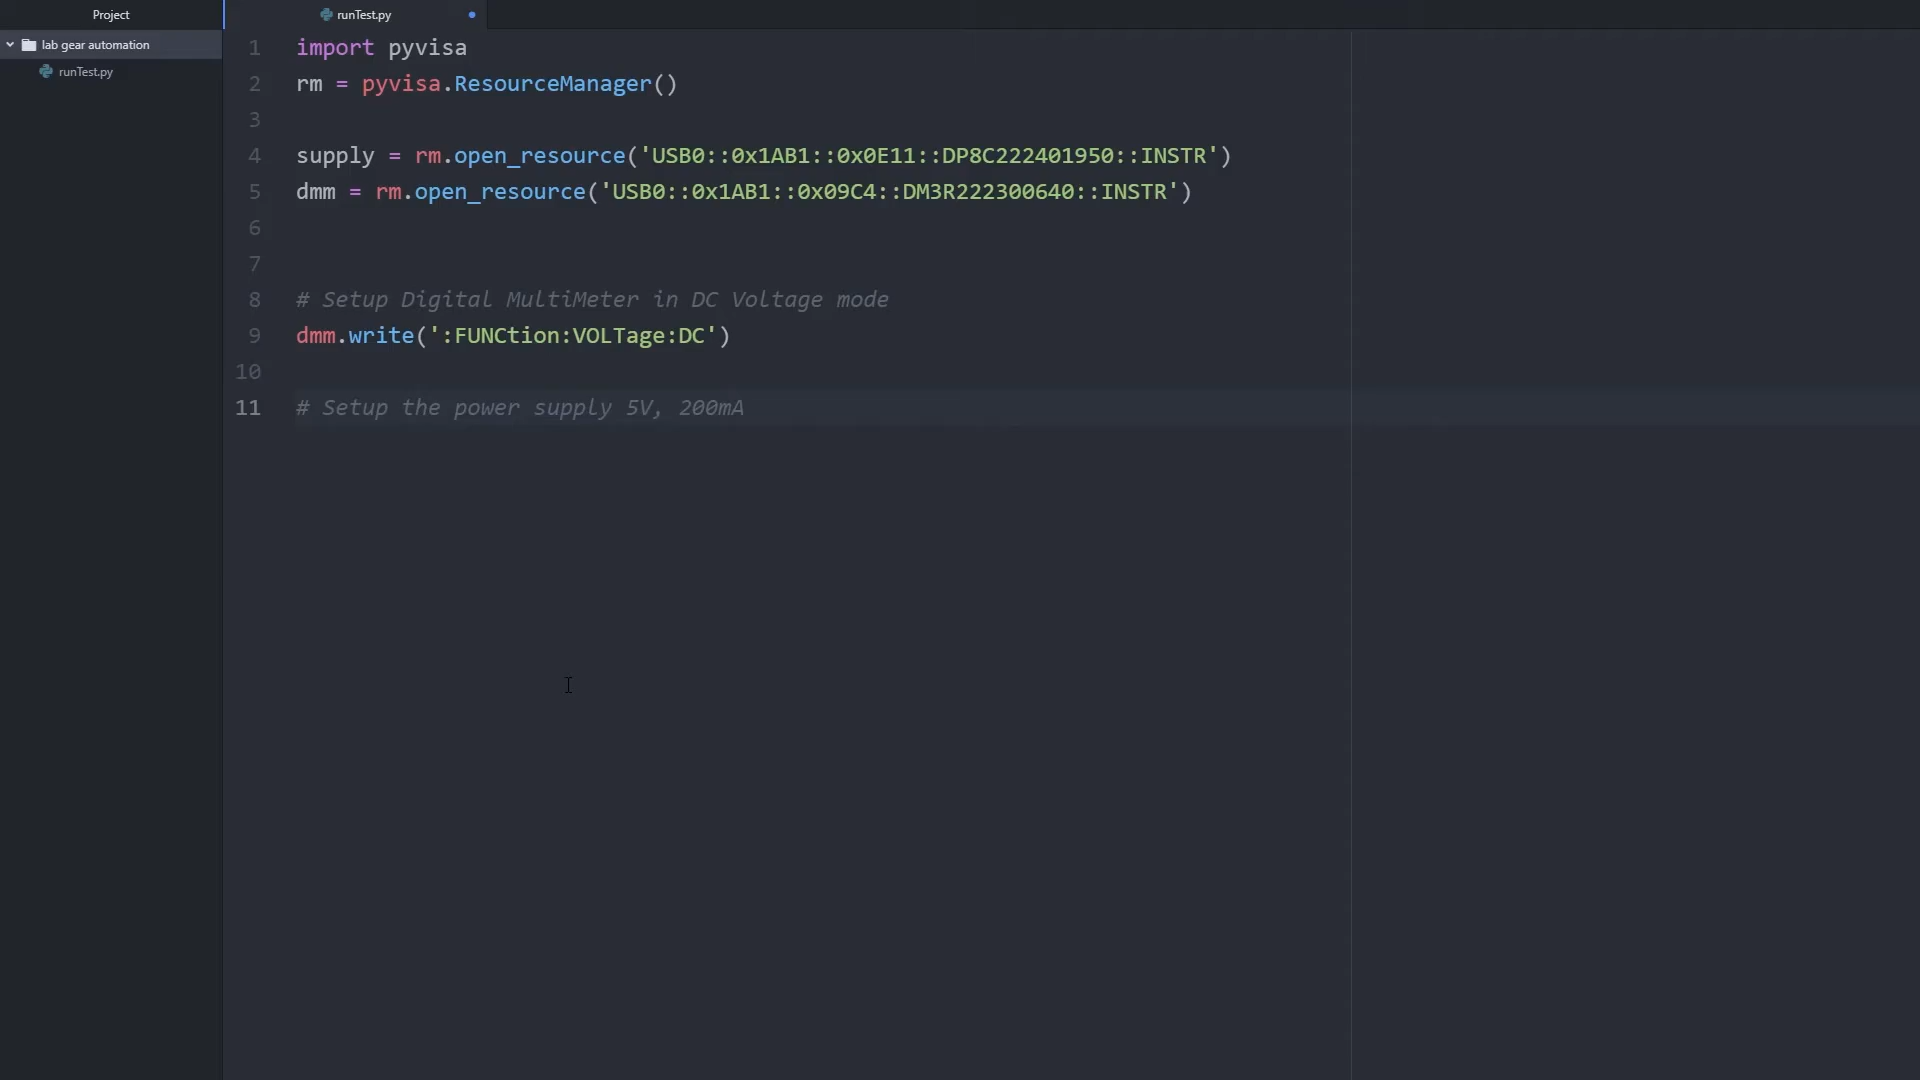 Project
runTest.py
lab gear automation
runTest.py
1 import pyvisa
2 rm = pyvisa.ResourceManager()
3
4 supply = rm.open_resource('USB0::0x1AB1::0x0E11::DP8C222401950::INSTR')
5 dmm = rm.open_resource('USB0::0x1AB1::0x09C4::DM3R222300640::INSTR')
6
7
8 # Setup Digital MultiMeter in DC Voltage mode
9 dmm.write(':FUNCtion:VOLTage:DC')
10
11 # Setup the power supply 5V, 200mA